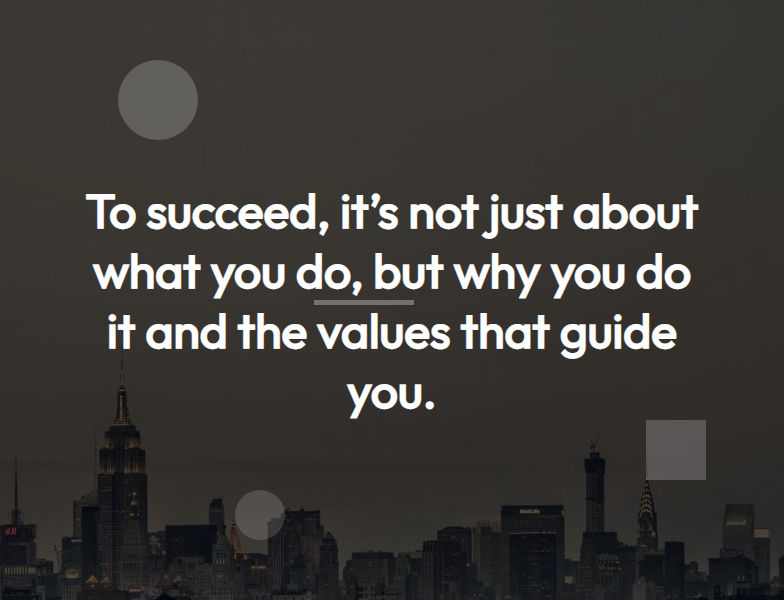 To succeed, it’s not just about
what you do, but why you do
it and the values that guide
you.
H&M
MetLife